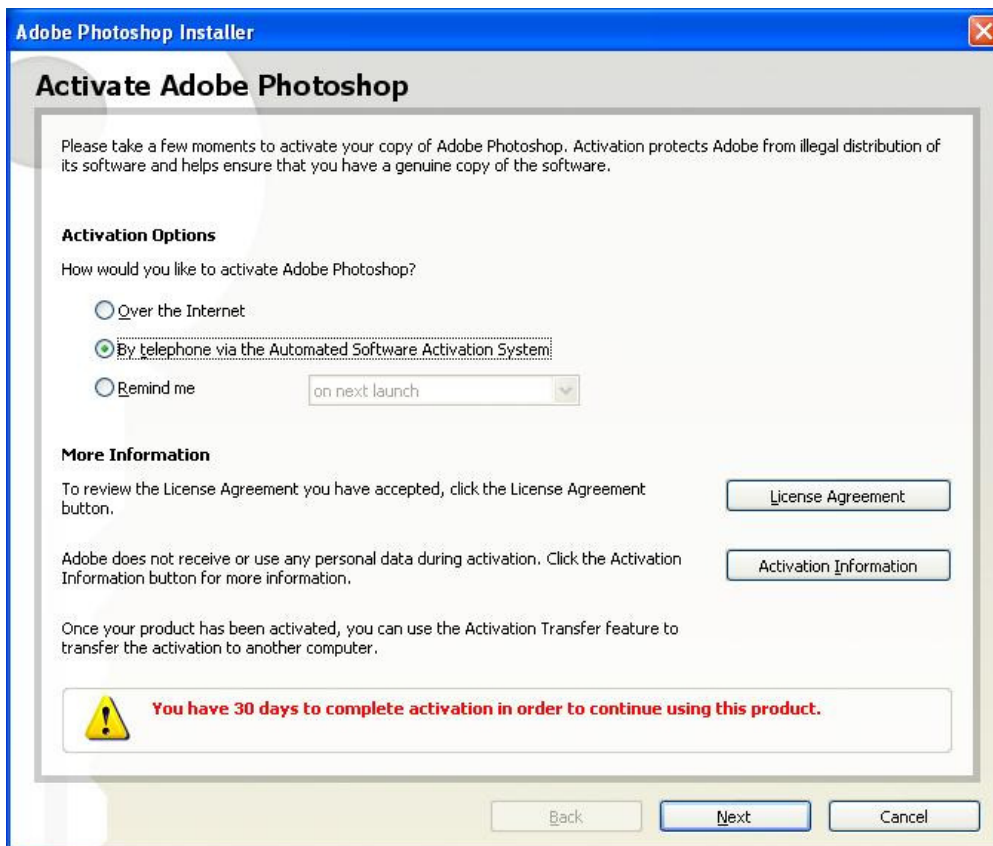 Adobe Photoshop Installer
Activate Adobe Photoshop
Please take a few moments to activate your copy of Adobe Photoshop. Activation protects Adobe from illegal distribution of
its software and helps ensure that you have a genuine copy of the software.
Activation Options
How would you like to activate Adobe Photoshop?
Over the Internet
By telephone via the Automated Software Activation System
Remind me on next launch
More Information
To review the License Agreement you have accepted, click the License Agreement
button.
License Agreement
Adobe does not receive or use any personal data during activation. Click the Activation
Information button for more information.
Activation Information
Once your product has been activated, you can use the Activation Transfer feature to
transfer the activation to another computer.
You have 30 days to complete activation in order to continue using this product.
Back Next Cancel